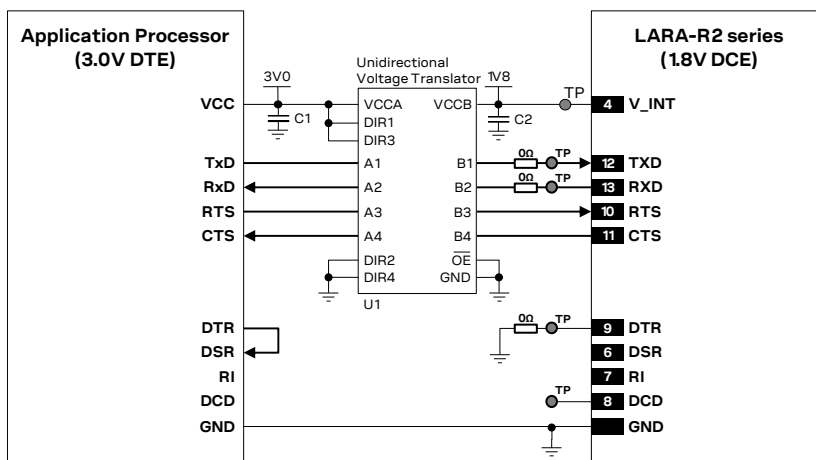 Application Processor
(3.0V DTE)
LARA-R2 series
(1.8V DCE)
Unidirectional
Voltage Translator
3V0
1V8
TP
VCC
VCCA
VCCB
4
V_INT
C1
DIR1
C2
DIR3
0Ω
TP
TxD
A1
B1
12
TXD
0Ω
TP
RxD
A2
B2
13
RXD
RTS
A3
B3
10
RTS
CTS
A4
B4
11
CTS
DIR2
OE
DIR4
GND
U1
0Ω
TP
DTR
9
DTR
DSR
6
DSR
RI
7
RI
TP
DCD
8
DCD
GND
GND